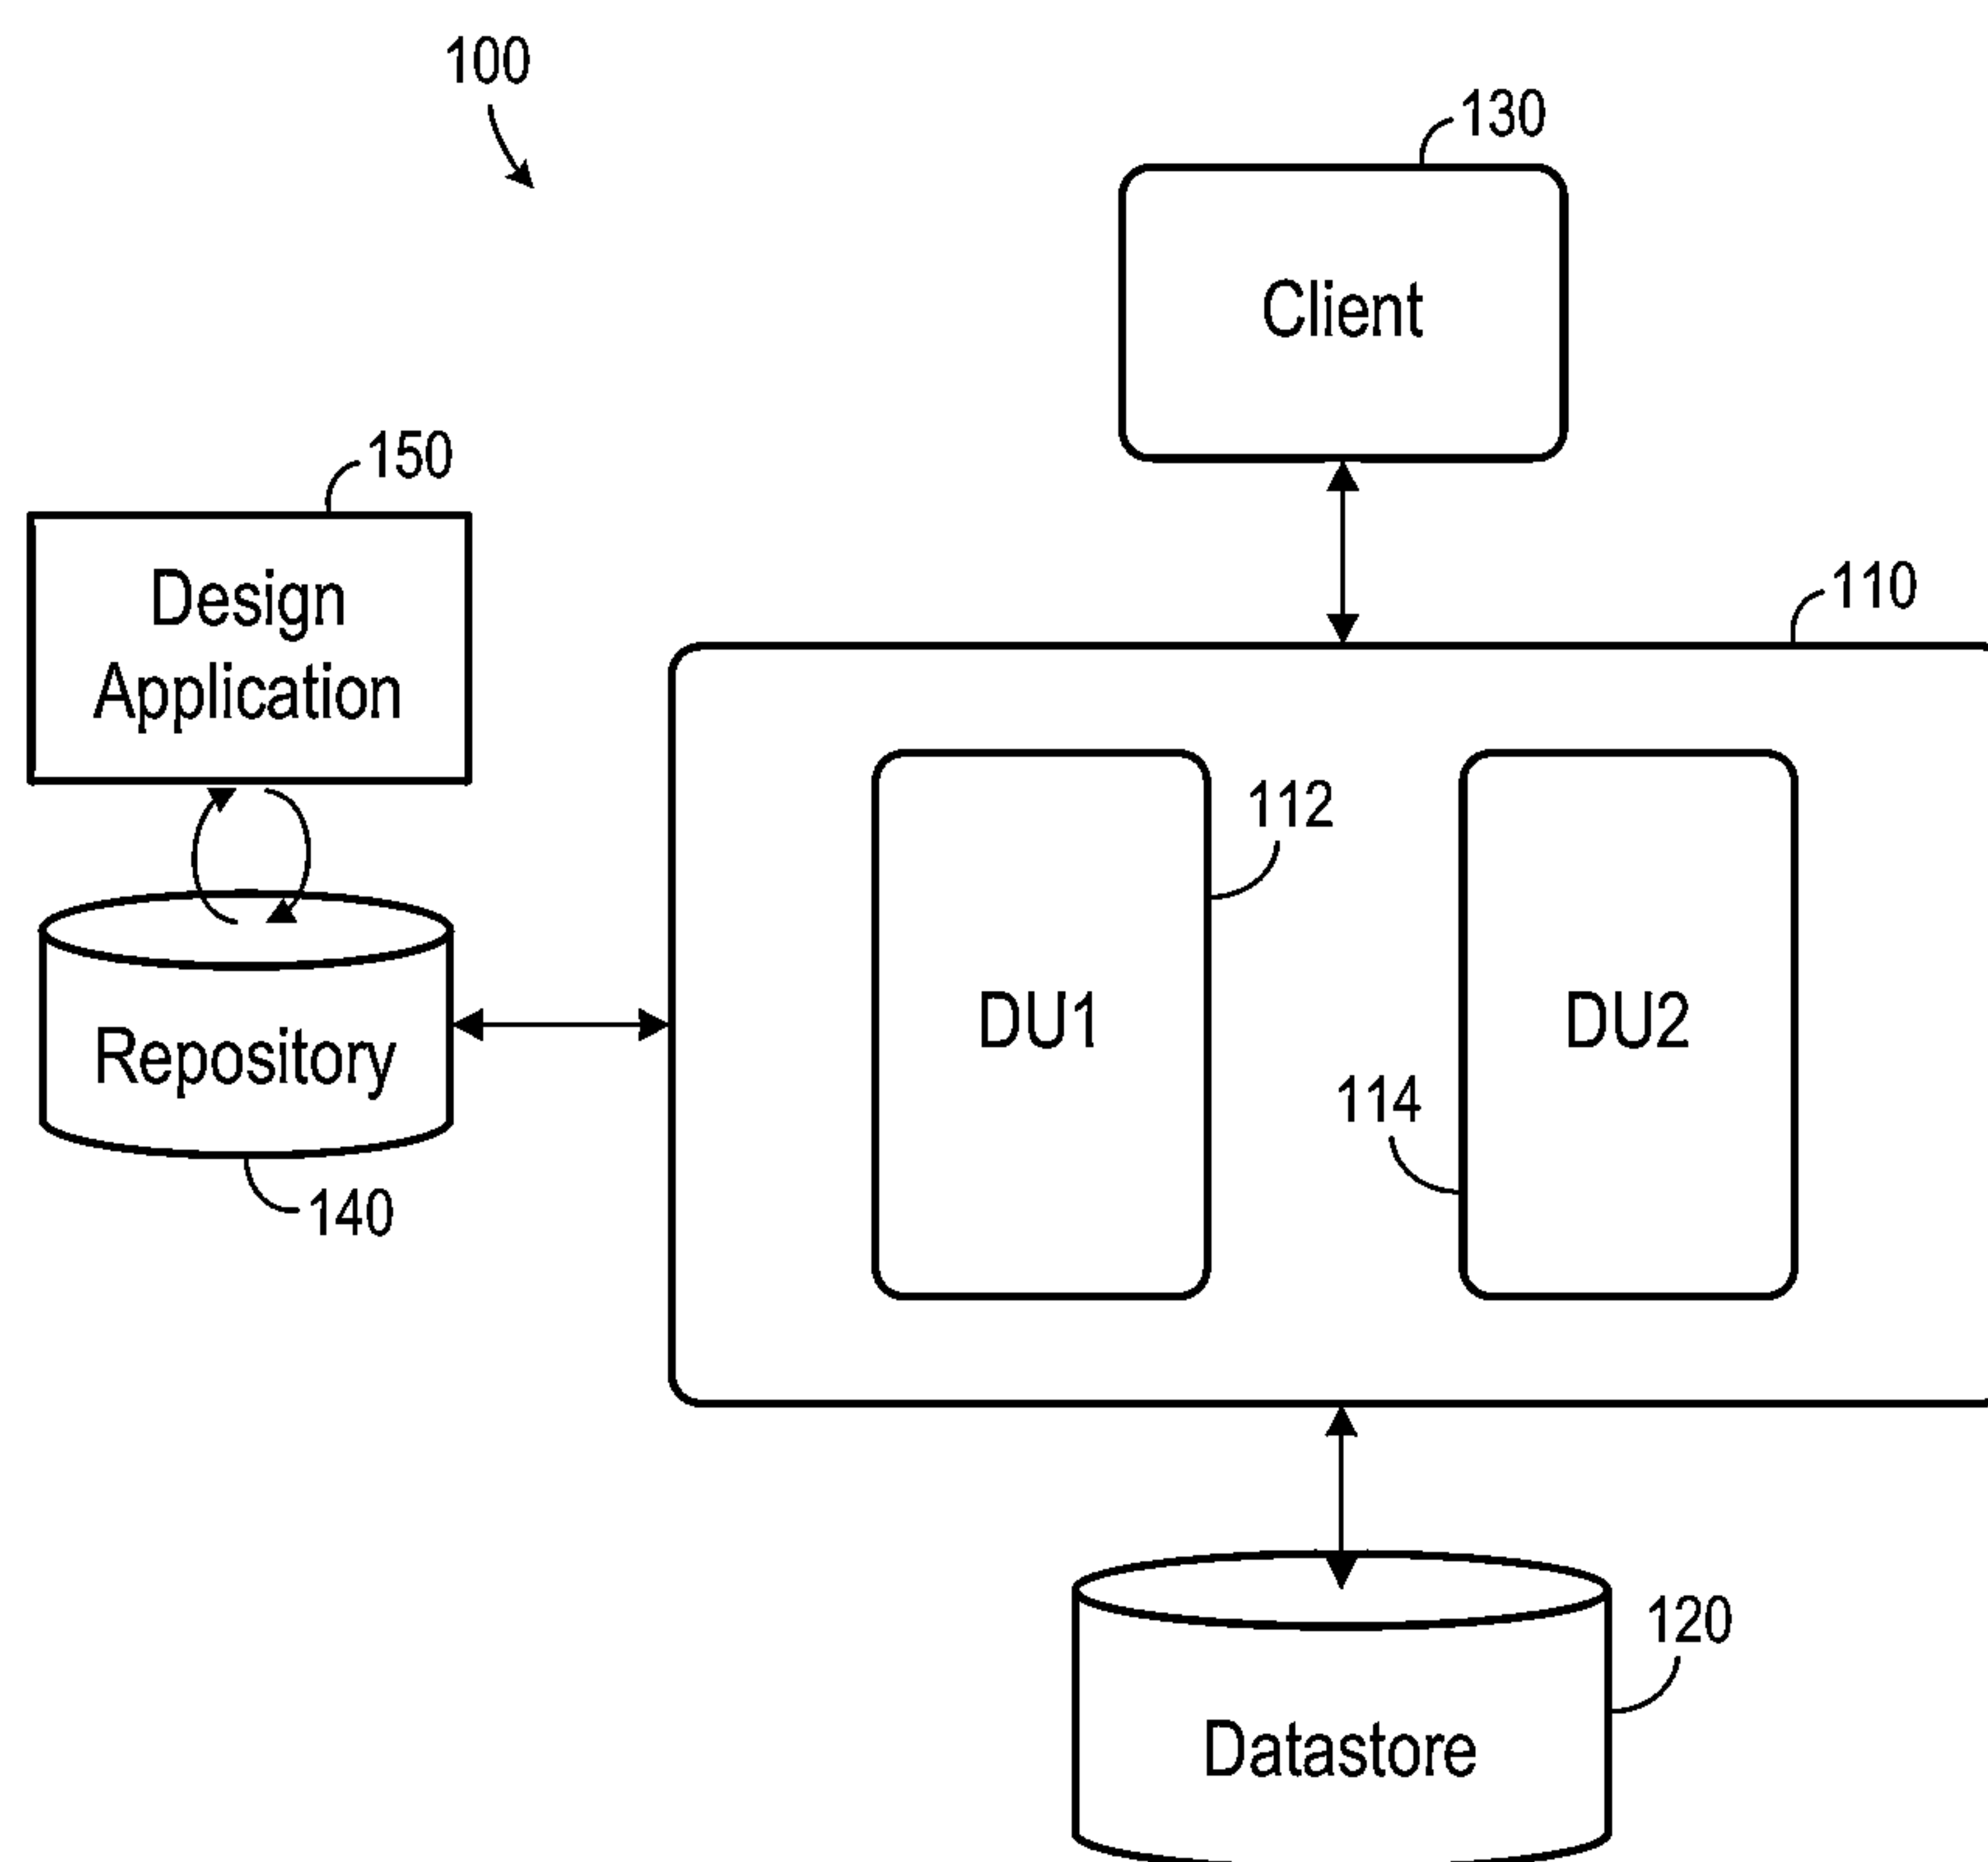 100
130
Client
150
Design
Application
110
112
DU1
DU2
114
Repository
140
120
Datastore